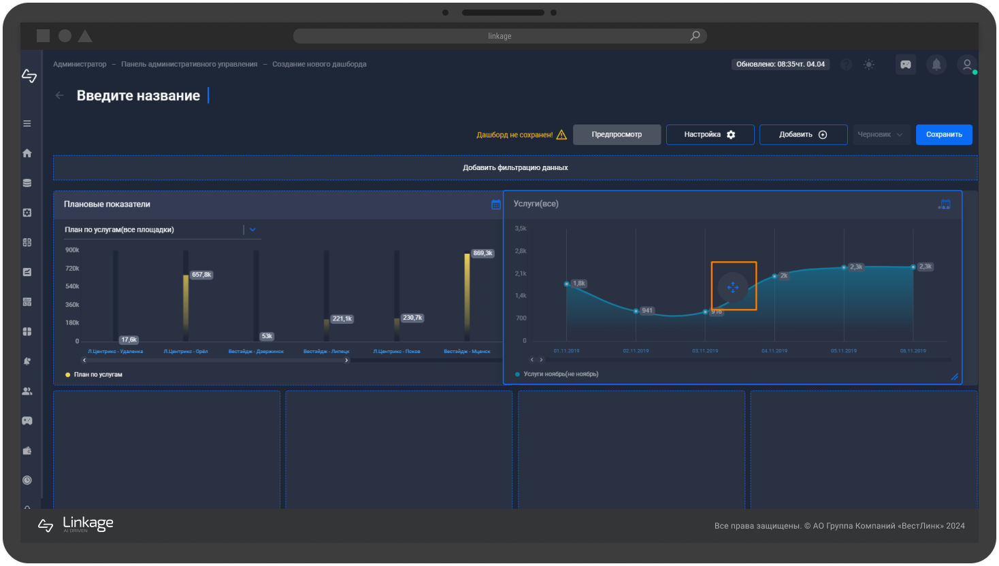 linkage
Администратор – Панель административного управления – Создание нового дашборда
Обновлено: 08:35чт. 04.04
Введите название
Дашборд не сохранен!
Предпросмотр
Настройка
Добавить
Черновик
Сохранить
Добавить фильтрацию данных
Плановые показатели
План по услугам(все площадки)
900k
720k
540k
360k
180k
0
17,6k
657,8k
53k
221,1k
230,7k
869,3k
Л.Центрикс - Удаленка
Л.Центрикс - Орёл
Вестэйдж - Дзержинск
Вестэйдж - Липецк
Л.Центрикс - Псков
Вестэйдж - Мценск
План по услугам
Услуги(все)
3,5k
2,8k
2,1k
1,4k
700
0
1,8k
941
916
2k
2,3k
2,3k
01.11.2019
02.11.2019
03.11.2019
04.11.2019
05.11.2019
06.11.2019
Услуги ноябрь(не ноябрь)
Linkage
AI DRIVEN
Все права защищены. © АО Группа Компаний «ВестЛинк» 2024